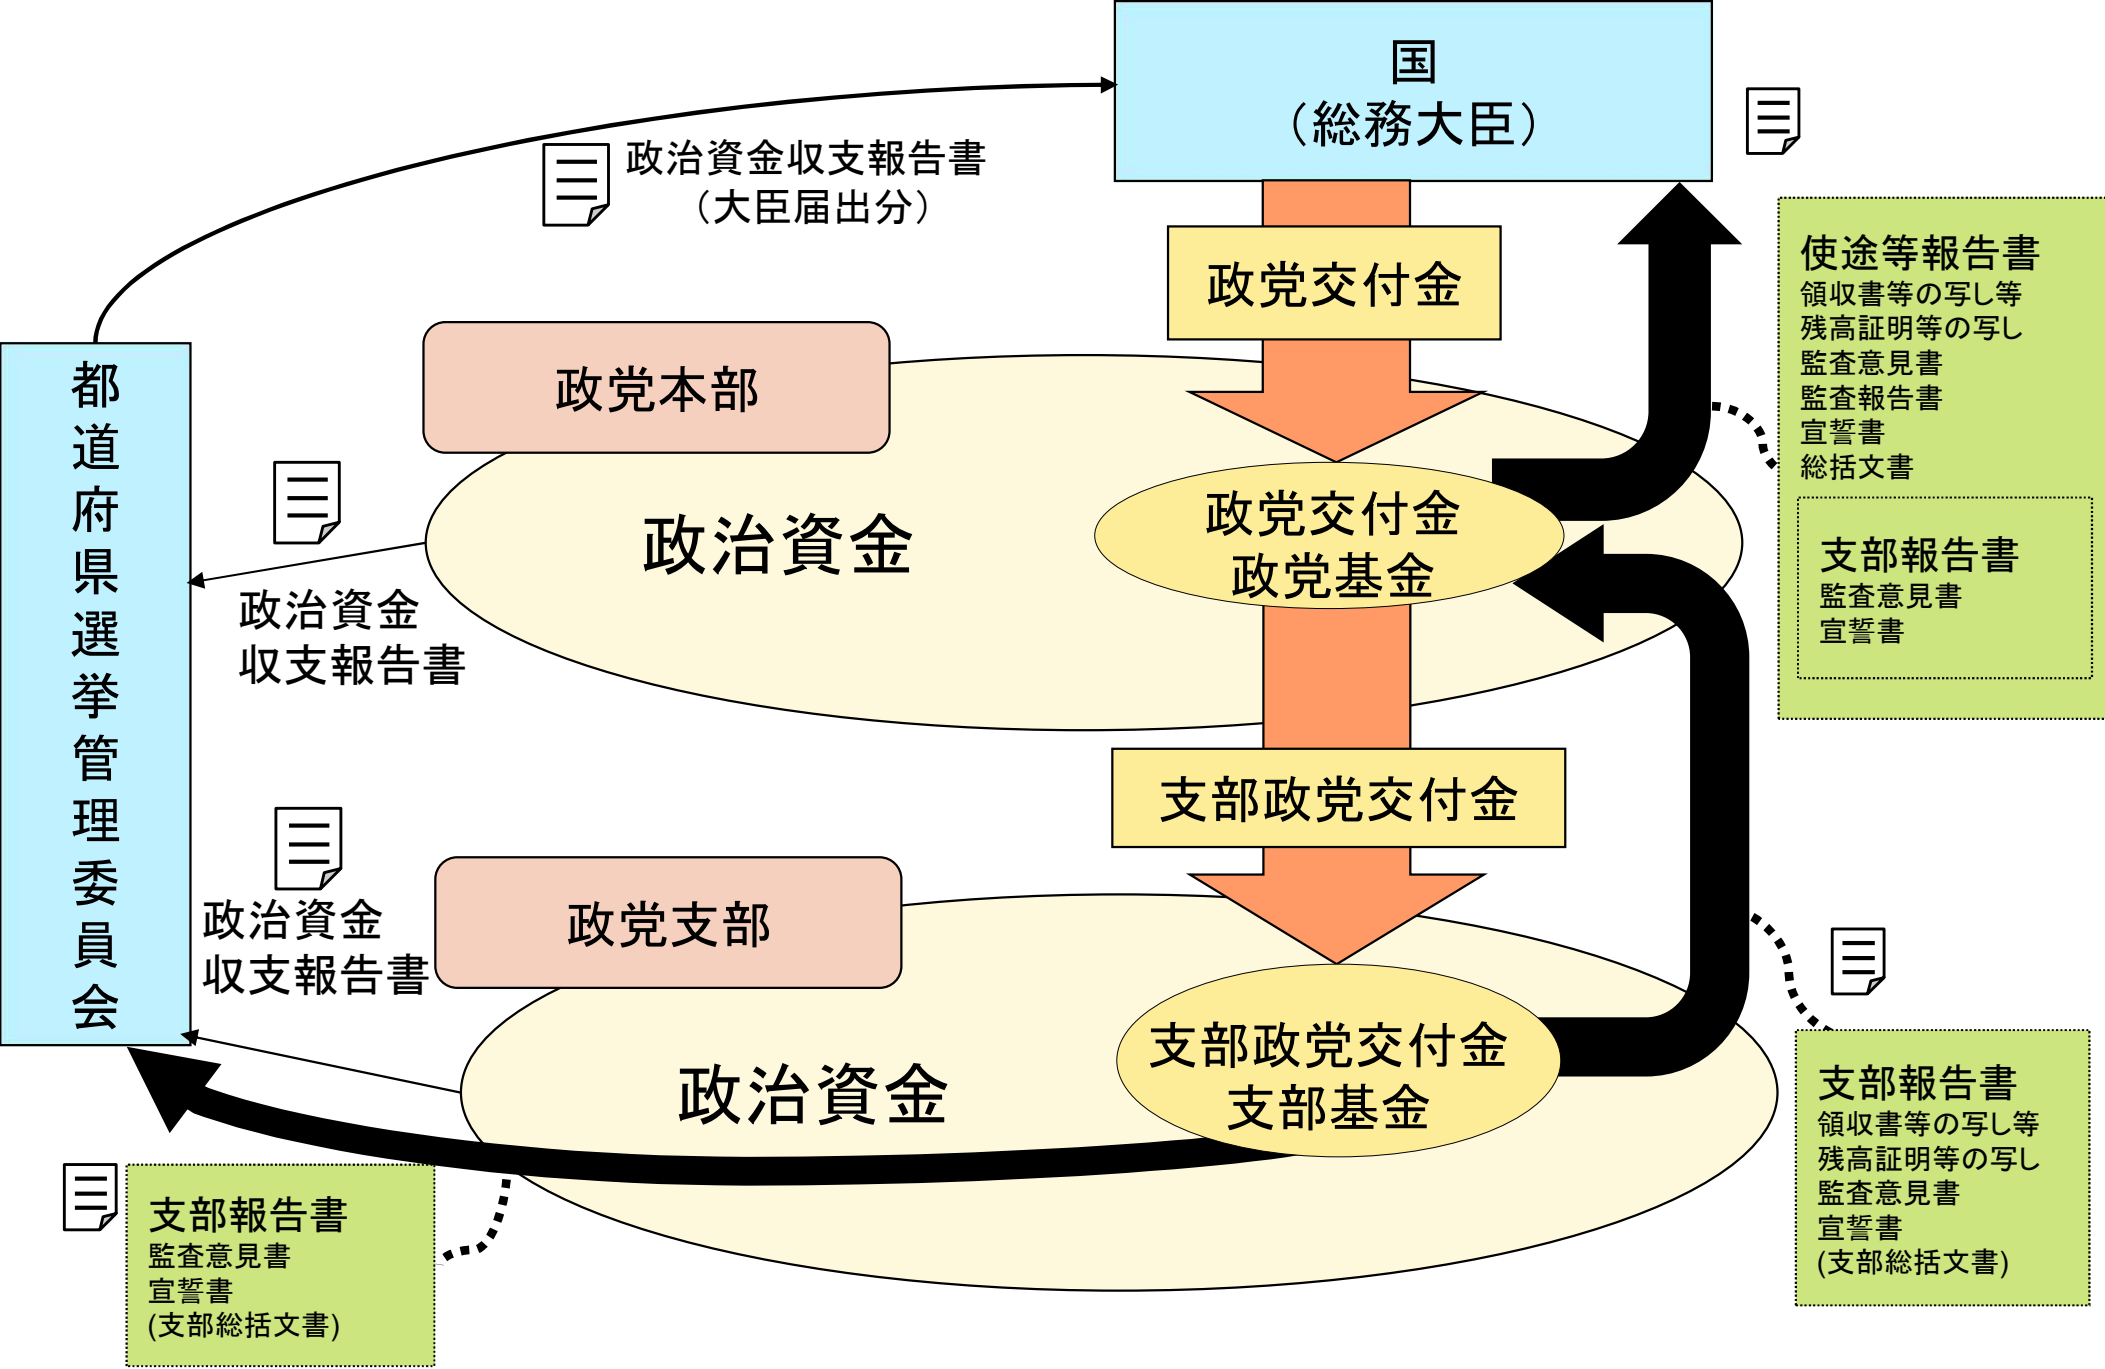 国
（総務大臣）
政治資金収支報告書
（大臣届出分）
政党交付金
使途等報告書
領収書等の写し等
残高証明等の写し
監査意見書
監査報告書
宣誓書
総括文書
支部報告書
監査意見書
宣誓書
都道府県選挙管理委員会
政党本部
政治資金
政党交付金
政党基金
政治資金
収支報告書
支部政党交付金
政党支部
政治資金
収支報告書
政治資金
支部政党交付金
支部基金
支部報告書
領収書等の写し等
残高証明等の写し
監査意見書
宣誓書
(支部総括文書)
支部報告書
監査意見書
宣誓書
(支部総括文書)